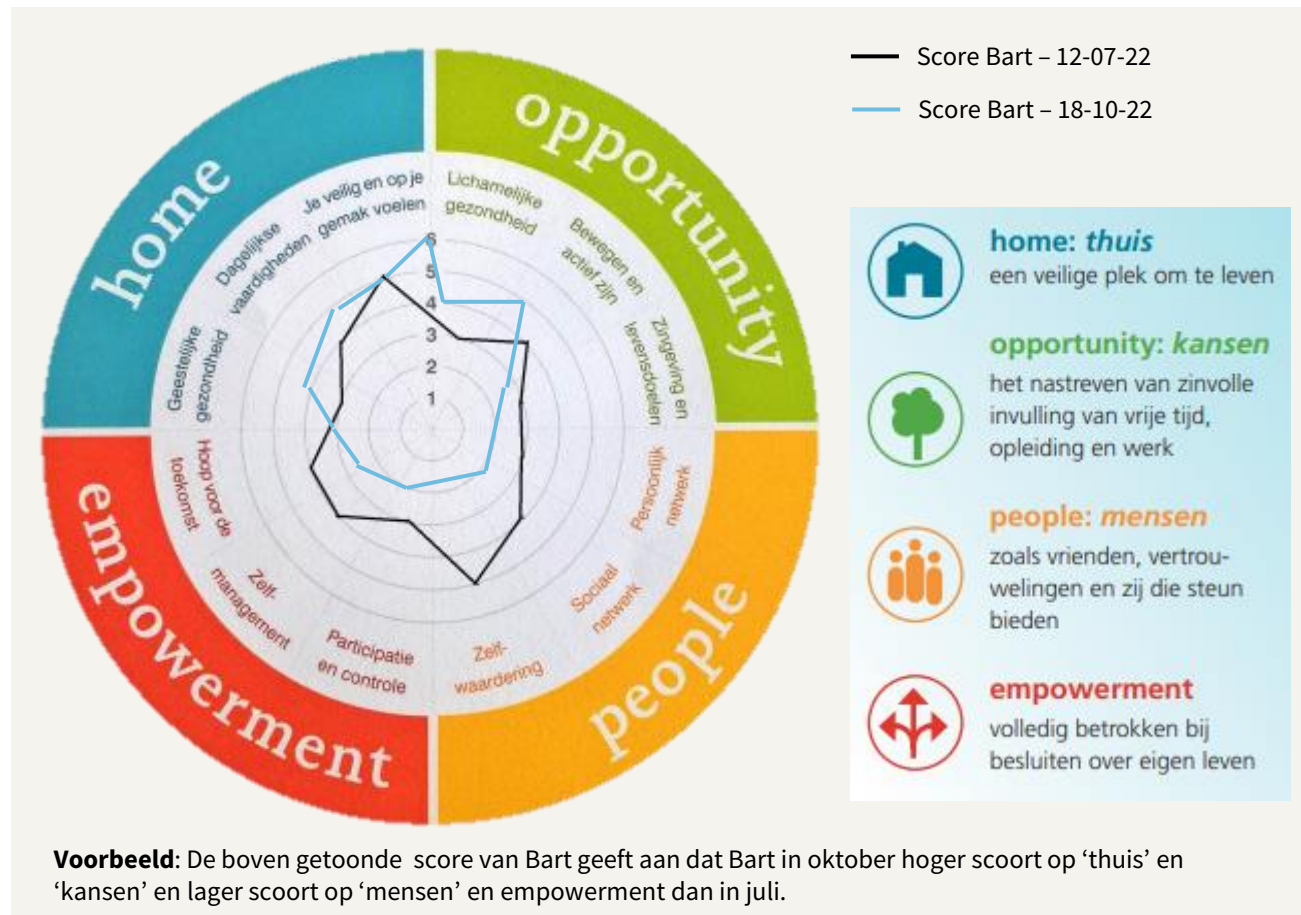 Score Bart – 12-07-22
Score Bart – 18-10-22
home
opportunity
people
empowerment
Je veilig en op je
gemak voelen
Lichamelijke
gezondheid
Bewegen en
actief zijn
Zingeving en
levensdoelen
Persoonlijk
netwerk
Sociaal
netwerk
Zelf-
waardering
Participatie
en controle
Zelf-
management
Hoop voor de
toekomst
Geestelijke
gezondheid
Dagelijkse
vaardigheden
6
5
4
3
2
1
home: thuis
een veilige plek om te leven
opportunity: kansen
het nastreven van zinvolle
invulling van vrije tijd,
opleiding en werk
people: mensen
zoals vrienden, vertrou-
welingen en zij die steun
bieden
empowerment
volledig betrokken bij
besluiten over eigen leven
Voorbeeld: De boven getoonde score van Bart geeft aan dat Bart in oktober hoger scoort op ‘thuis’ en
‘kansen’ en lager scoort op ‘mensen’ en empowerment dan in juli.